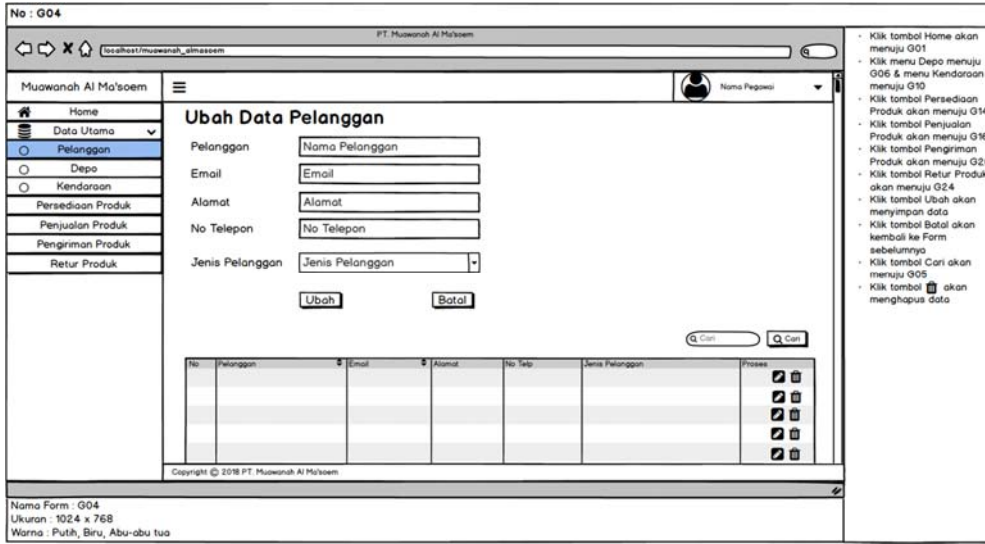 No : G04
PT. Muawanah Al Ma'soem
localhost/muawanah_almasoem
Muawanah Al Ma'soem
Nama Pegawai
Home
Data Utama
Pelanggan
Depo
Kendaraan
Persediaan Produk
Penjualan Produk
Pengiriman Produk
Retur Produk
Ubah Data Pelanggan
Pelanggan Nama Pelanggan
Email Email
Alamat Alamat
No Telepon No Telepon
Jenis Pelanggan Jenis Pelanggan
Ubah Batal
Cari Cari
No Pelanggan Email Alamat No Telp Jenis Pelanggan Proses
Copyright © 2018 PT. Muawanah Al Ma'soem
- Klik tombol Home akan
menuju G01
- Klik menu Depo menuju
G06 & menu Kendaraan
menuju G10
- Klik tombol Persediaan
Produk akan menuju G14
- Klik tombol Penjualan
Produk akan menuju G16
- Klik tombol Pengiriman
Produk akan menuju
- Klik tombol Retur Produk
akan menuju G24
- Klik tombol Ubah akan
menyimpan data
- Klik tombol Batal akan
kembali ke Form
sebelumnya
- Klik tombol Cari akan
menuju G05
- Klik tombol akan
menghapus data
Nama Form : G04
Ukuran : 1024 x 768
Warna : Putih, Biru, Abu-abu tua